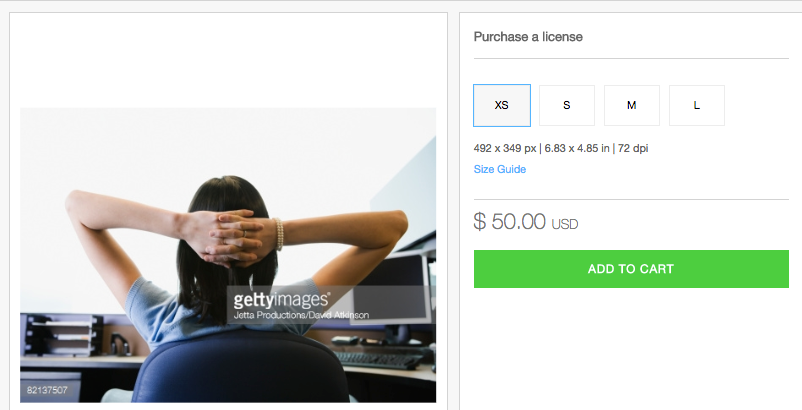 Purchase a license
XS S M L
492 x 349 px | 6.83 x 4.85 in | 72 dpi
Size Guide
$ 50.00 USD
ADD TO CART
gettyimages®
Jetta Productions/David Atkinson
82137507